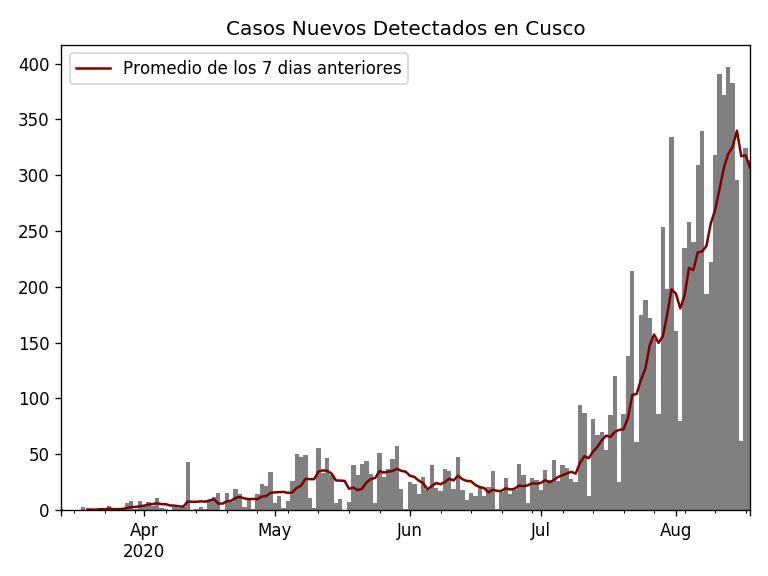 Casos Nuevos Detectados en Cusco
Promedio de los 7 dias anteriores
400
350
300
250
200
150
100
50
0
Apr
May
Jun
Jul
Aug
2020